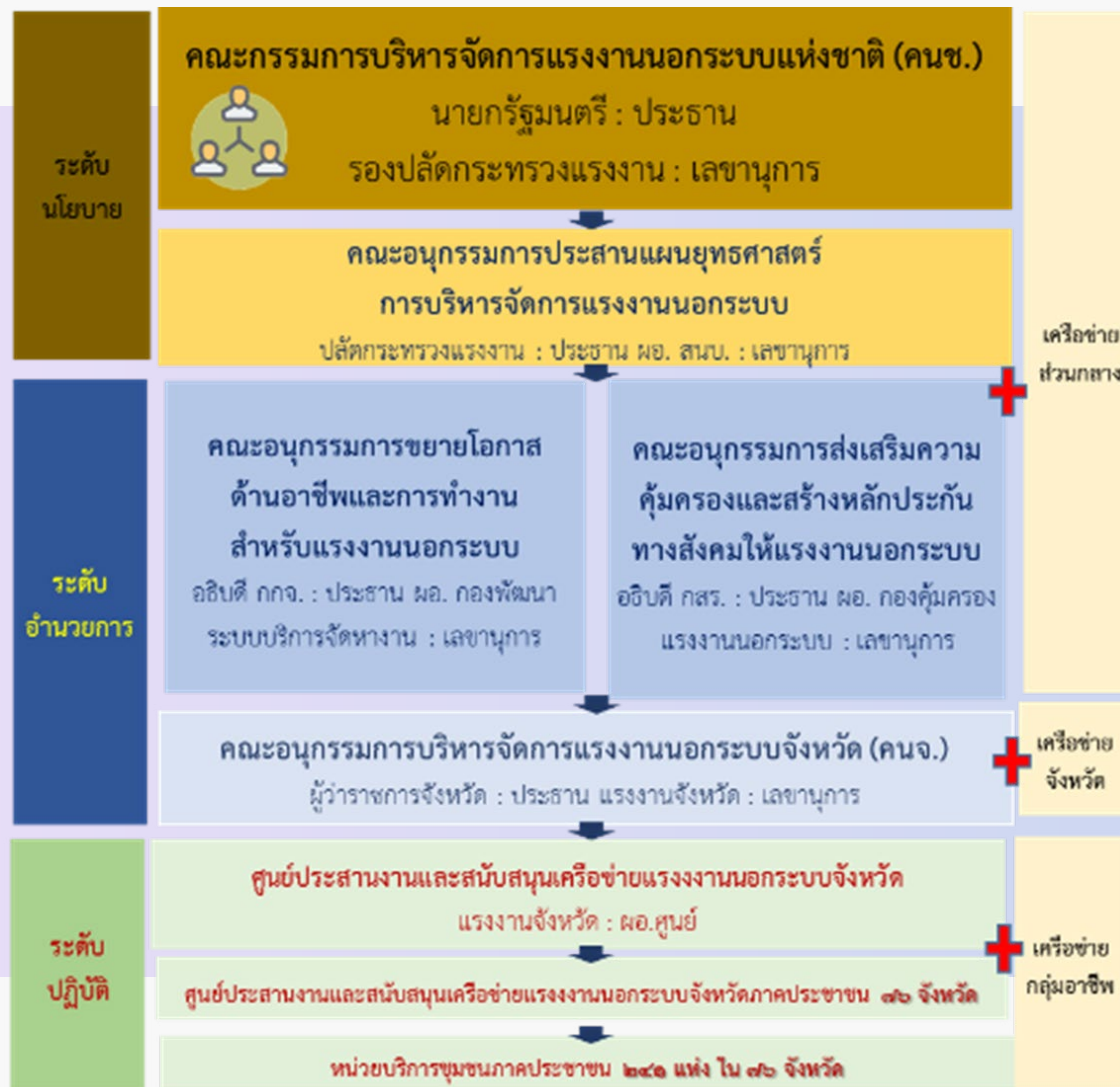 ระดับ
นโยบาย
คณะกรรมการบริหารจัดการแรงงานนอกระบบแห่งชาติ (คนช.)
นายกรัฐมนตรี : ประธาน
รองปลัดกระทรวงแรงงาน : เลขานุการ
คณะอนุกรรมการประสานแผนยุทธศาสตร์
การบริหารจัดการแรงงานนอกระบบ
ปลัดกระทรวงแรงงาน : ประธาน ผอ. สนบ. : เลขานุการ
เครือข่าย
ส่วนกลาง
ระดับ
อำนวยการ
คณะอนุกรรมการขยายโอกาส
ด้านอาชีพและการทำงาน
สำหรับแรงงานนอกระบบ
อธิบดี กกจ. : ประธาน ผอ. กองพัฒนา
ระบบบริการจัดหางาน : เลขานุการ
คณะอนุกรรมการส่งเสริมความ
คุ้มครองและสร้างหลักประกัน
ทางสังคมให้แรงงานนอกระบบ
อธิบดี กสร. : ประธาน ผอ. กองคุ้มครอง
แรงงานนอกระบบ : เลขานุการ
คณะอนุกรรมการบริหารจัดการแรงงานนอกระบบจังหวัด (คนจ.)
ผู้ว่าราชการจังหวัด : ประธาน แรงงานจังหวัด : เลขานุการ
เครือข่าย
จังหวัด
ระดับ
ปฏิบัติ
ศูนย์ประสานงานและสนับสนุนเครือข่ายแรงงงานนอกระบบจังหวัด
แรงงานจังหวัด : ผอ.ศูนย์
ศูนย์ประสานงานและสนับสนุนเครือข่ายแรงงงานนอกระบบจังหวัดภาคประชาชน ๗๖ จังหวัด
หน่วยบริการชุมชนภาคประชาชน ๒๔๑ แห่ง ใน ๗๖ จังหวัด
เครือข่าย
กลุ่มอาชีพ